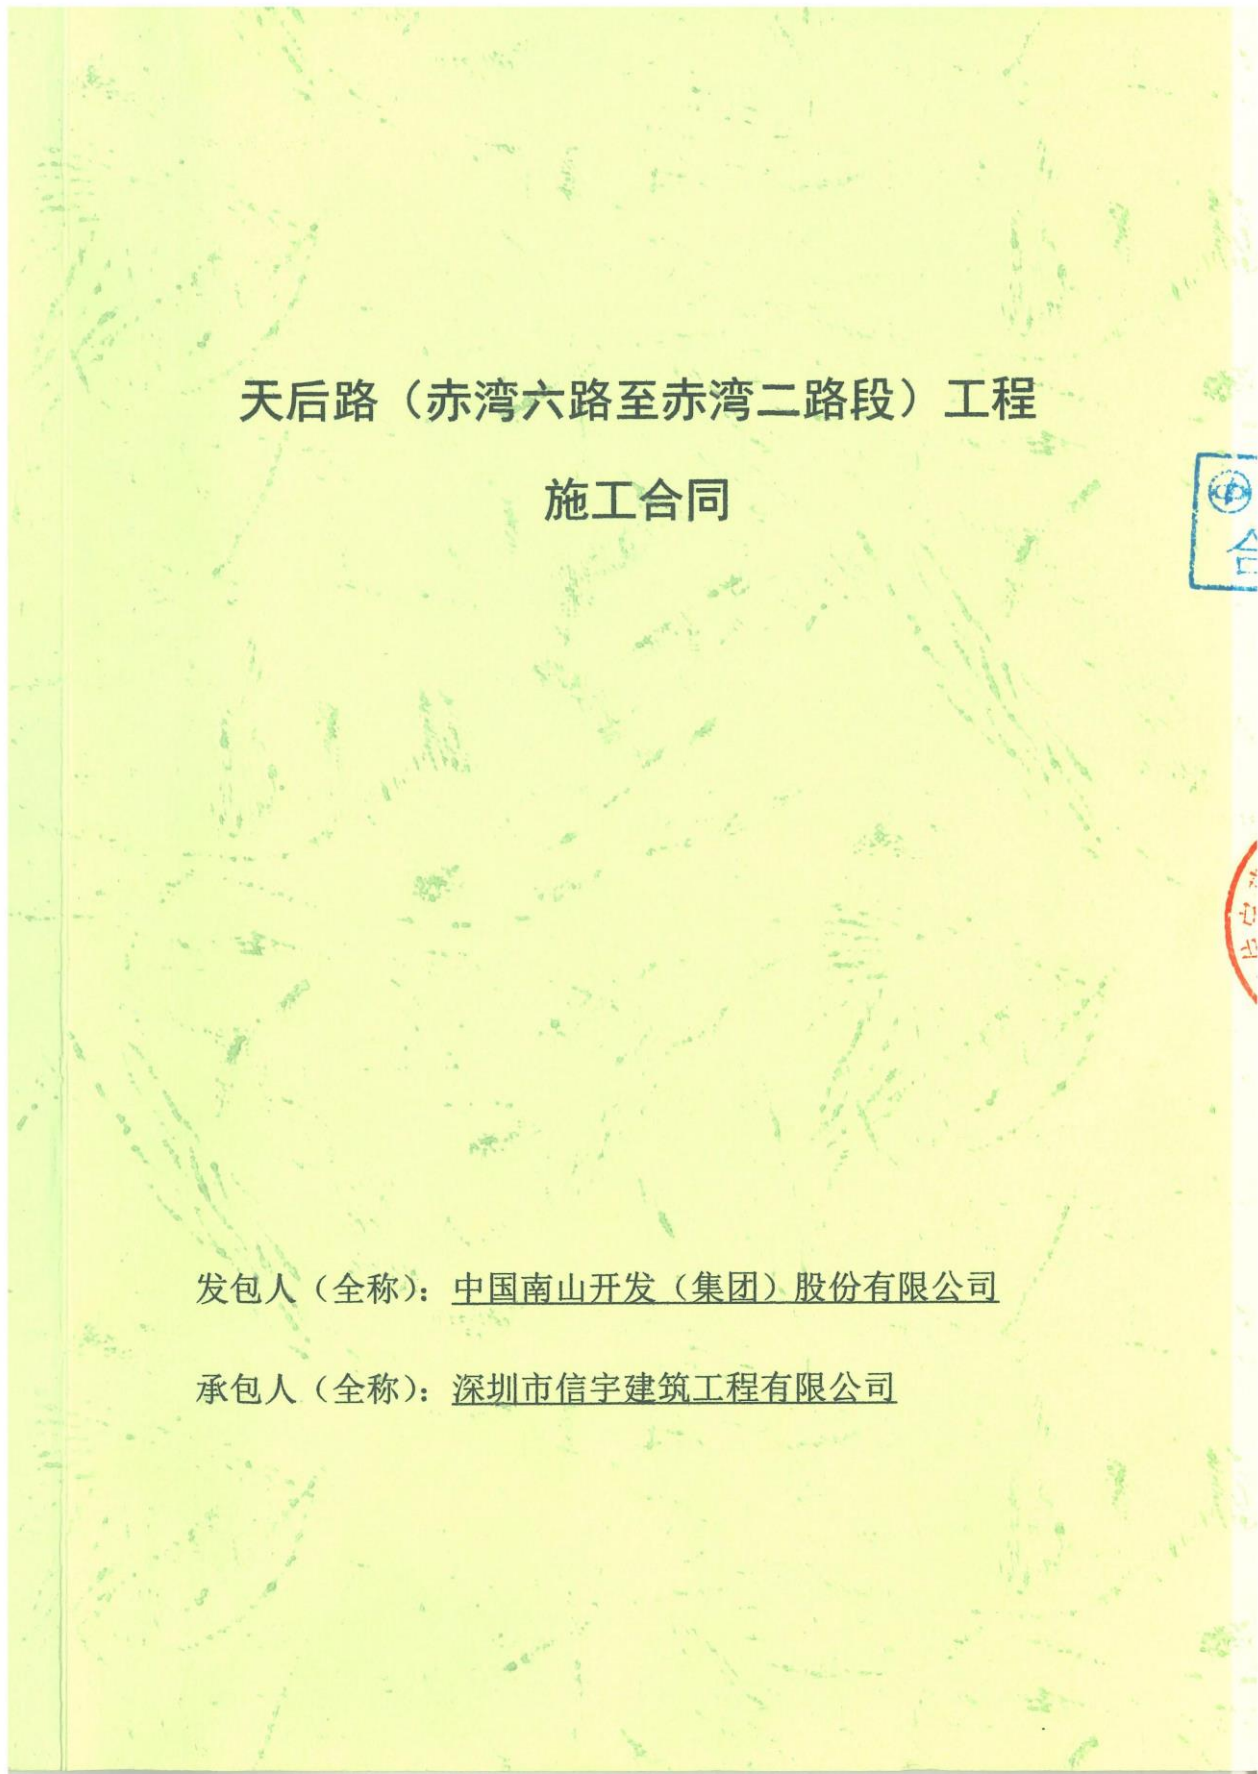 天后路（赤湾六路至赤湾二路段）工程
施工合同
合
发包人（全称）：中国南山开发（集团）股份有限公司
承包人（全称）：深圳市信宇建筑工程有限公司